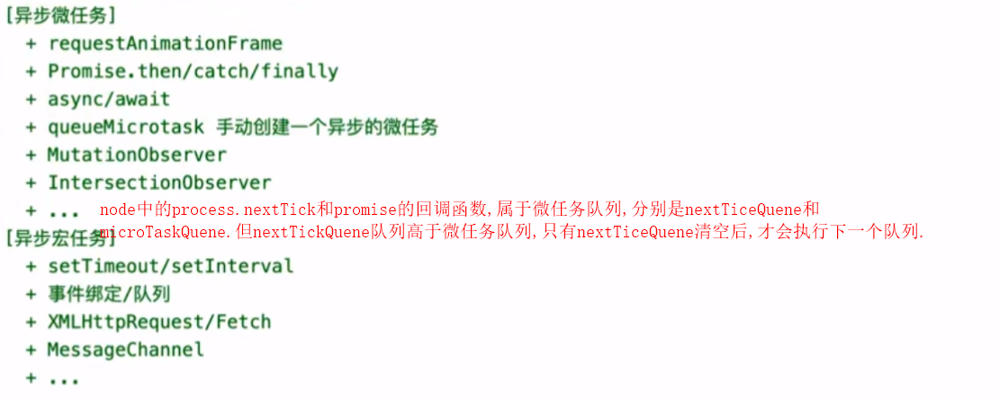 [异步微任务]
+ requestAnimationFrame
+ Promise.then/catch/finally
+ async/await
+ queueMicrotask 手动创建一个异步的微任务
+ MutationObserver
+ IntersectionObserver
+ ...
node中的process.nextTick和promise的回调函数,属于微任务队列,分别是nextTiceQuene和
microTaskQuene.但nextTickQuene队列高于微任务队列,只有nextTiceQuene清空后,才会执行下一个队列.
[异步宏任务]
+ setTimeout/setInterval
+ 事件绑定/队列
+ XMLHttpRequest/Fetch
+ MessageChannel
+ ...